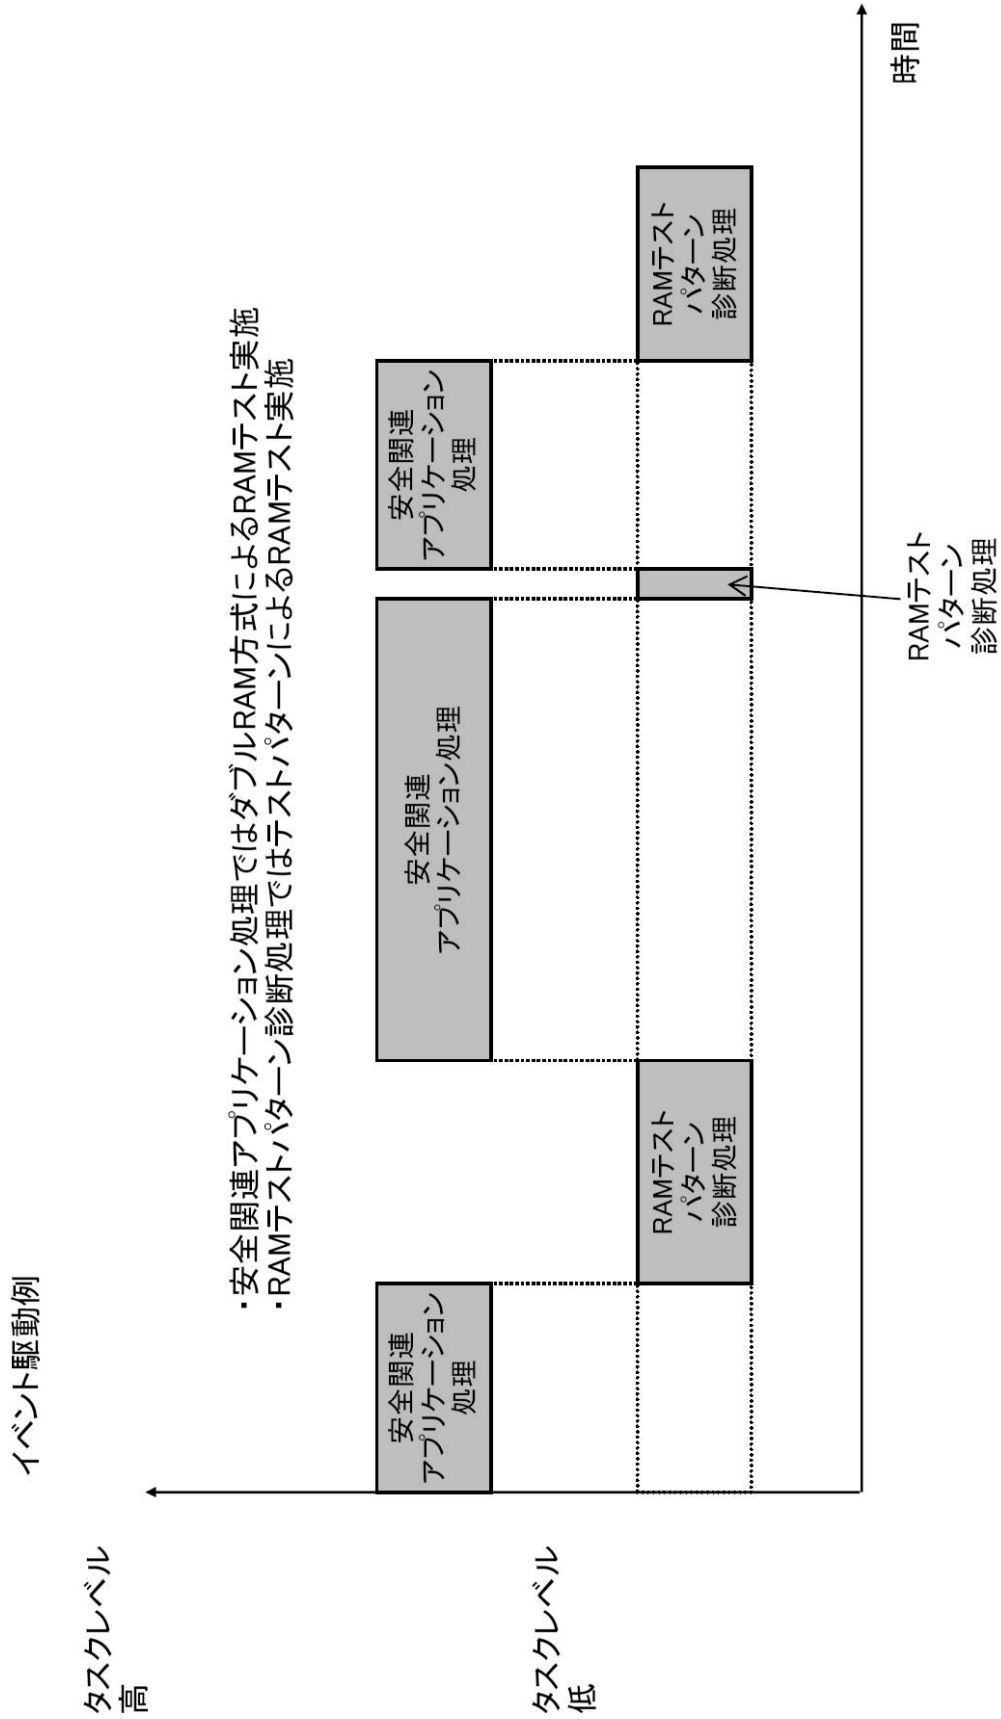 イベント駆動例
タスクレベル
高
・安全関連アプリケーション処理ではダブルRAM方式によるRAMテスト実施
・RAMテストパターン診断処理ではテストパターンによるRAMテスト実施
安全関連
アプリケーション
処理
安全関連
アプリケーション処理
安全関連
アプリケーション
処理
タスクレベル
低
RAMテスト
パターン
診断処理
RAMテスト
パターン
診断処理
RAMテスト
パターン
診断処理
時間